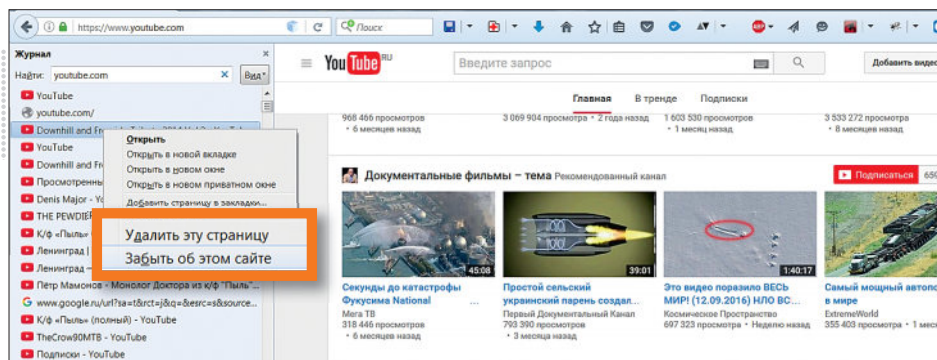 https://www.youtube.com
Поиск
ABP
Журнал
Найти: youtube.com
Вид
YouTube
youtube.com/
YouTube
Downhill and Fr
Просмотренны
Denis Major - Yo
THE PEWDIE
К/ф «Пыль»
Ленинград |
Ленинград –
Пётр Мамонов - Монолог Доктора из к/ф "Пыль"...
www.google.ru/url?sa=t&rct=j&q=&esrc=s&source...
К/ф «Пыль» (полный) - YouTube
TheCrow90MTB - YouTube
Подписки - YouTube
Открыть
Открыть в новой вкладке
Открыть в новом окне
Открыть в новом приватном окне
Добавить страницу в закладки...
Удалить эту страницу
Забыть об этом сайте
YouTube RU
Введите запрос
Добавить видео
Главная В тренде Подписки
968 466 просмотров
• 6 месяцев назад
3 069 904 просмотра • 2 года назад
1 603 530 просмотров
• 1 месяц назад
3 533 272 просмотра
• 8 месяцев назад
Документальные фильмы – тема Рекомендованный канал
Подписаться 650
45:08
39:01
1:40:17
Секунды до катастрофы
Фукусима National ...
Мега ТВ
318 446 просмотров
• 6 месяцев назад
Простой сельский
украинский парень создал...
Первый Документальный Канал
793 390 просмотров
• 3 месяца назад
Это видео поразило ВЕСЬ
МИР! (12.09.2016) НЛО ВС...
Космическое Пространство
697 323 просмотра • Неделю назад
Самый мощный автопо
в мире
ExtremeWorld
355 403 просмотра • 1 меся